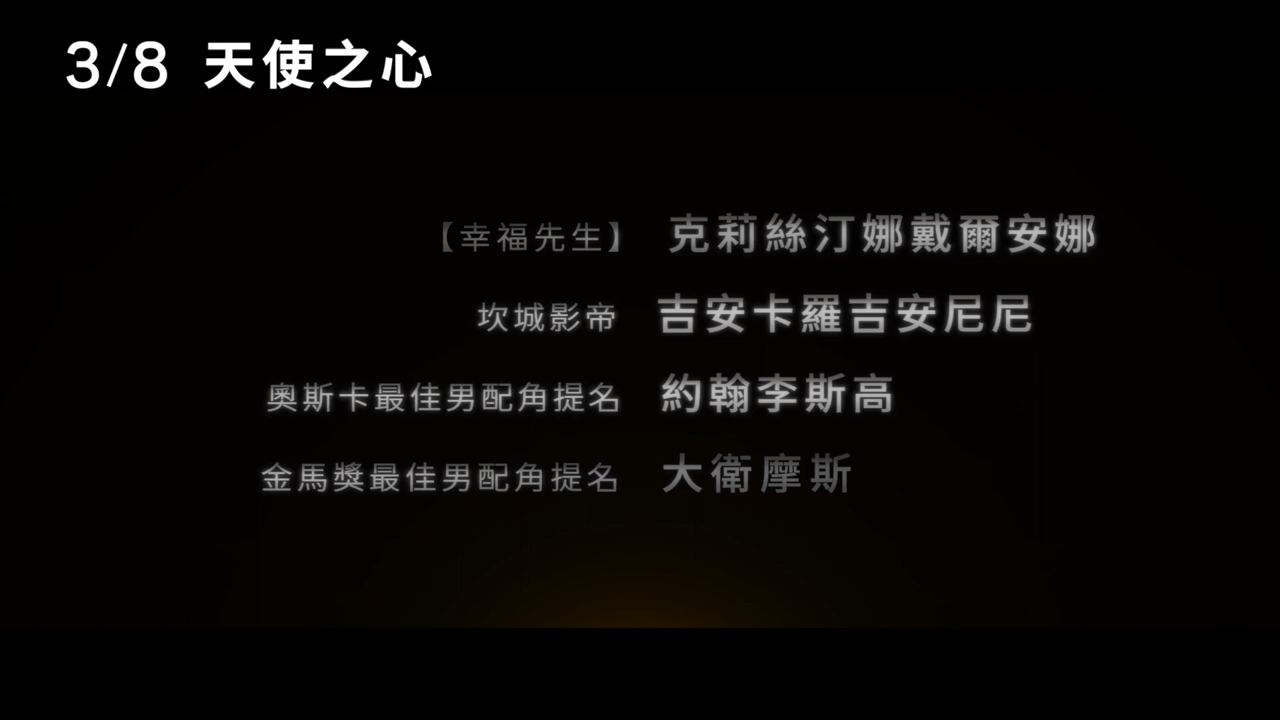 3/8 天使之心
【幸福先生】 克莉絲汀娜戴爾安娜
坎城影帝 吉安卡羅吉安尼尼
奧斯卡最佳男配角提名 約翰李斯高
金馬獎最佳男配角提名 大衛摩斯